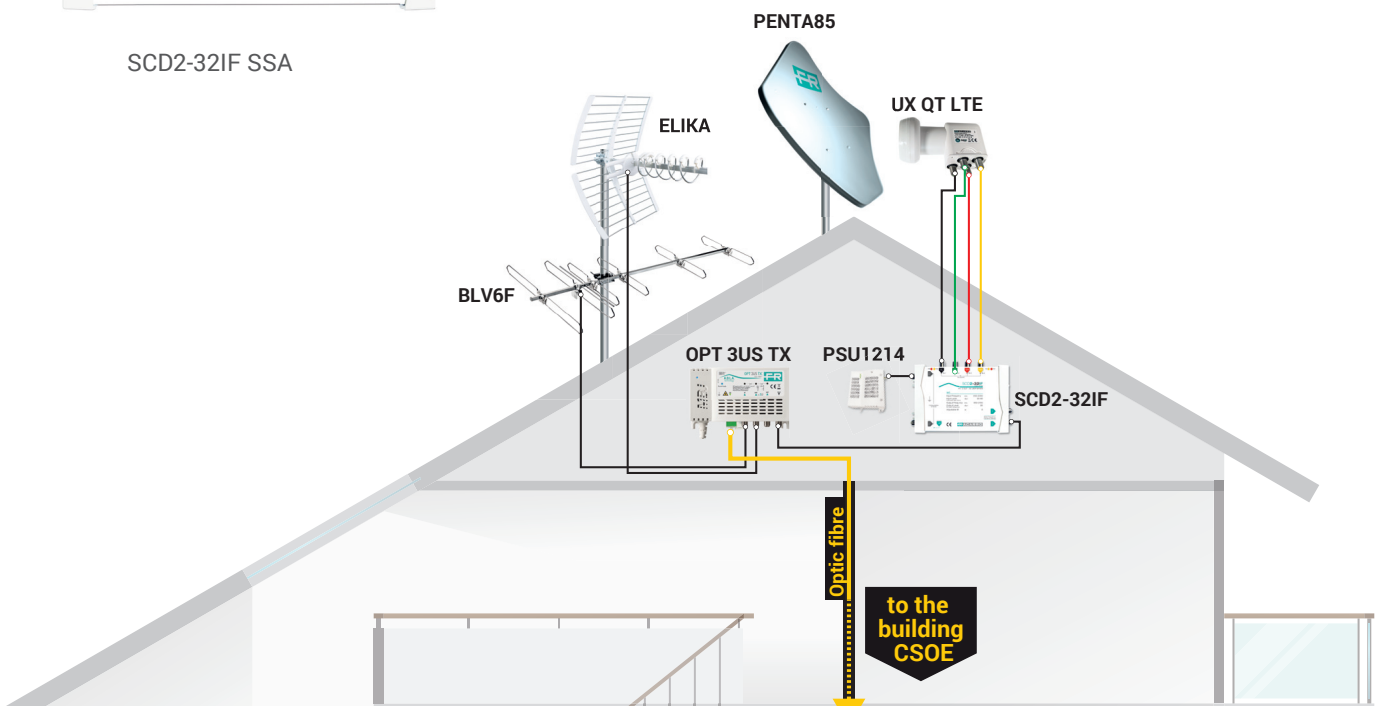 SCD2-32IF SSA
PENTA85
FR
UX QT LTE
ELIKA
BLV6F
OPT 3US TX
PSU1214
SCD2-32IF
Optic fibre
to the
building
CSOE